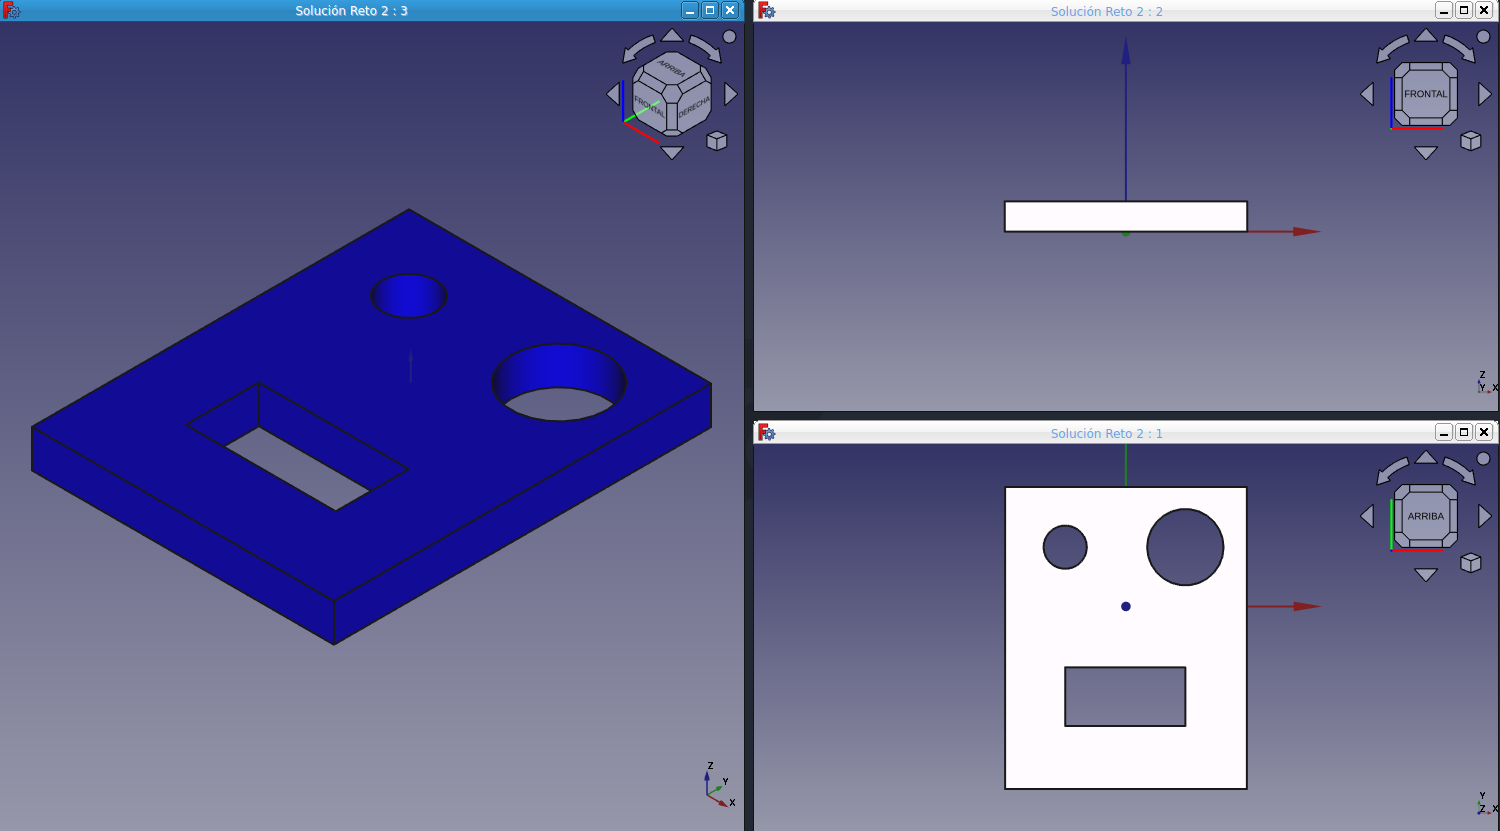 Solución Reto 2 : 3
ARRIBA
FRONTAL
DERECHA
Z
Y
X
Solución Reto 2 : 2
FRONTAL
Z
Y
X
Solución Reto 2 : 1
ARRIBA
Y
Z
X